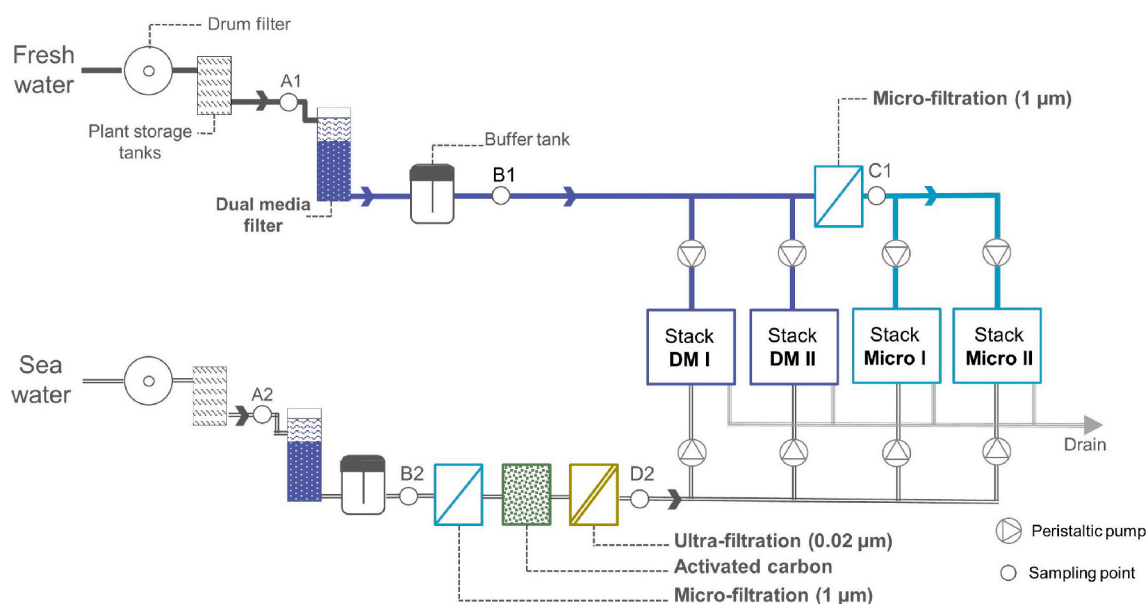 Drum filter
Fresh
water
A1
Plant storage
tanks
Dual media
filter
Buffer tank
B1
Micro-filtration (1 µm)
C1
Stack
DM I
Stack
DM II
Stack
Micro I
Stack
Micro II
Sea
water
A2
B2
D2
Drain
Ultra-filtration (0.02 µm)
Activated carbon
Micro-filtration (1 µm)
Peristaltic pump
Sampling point